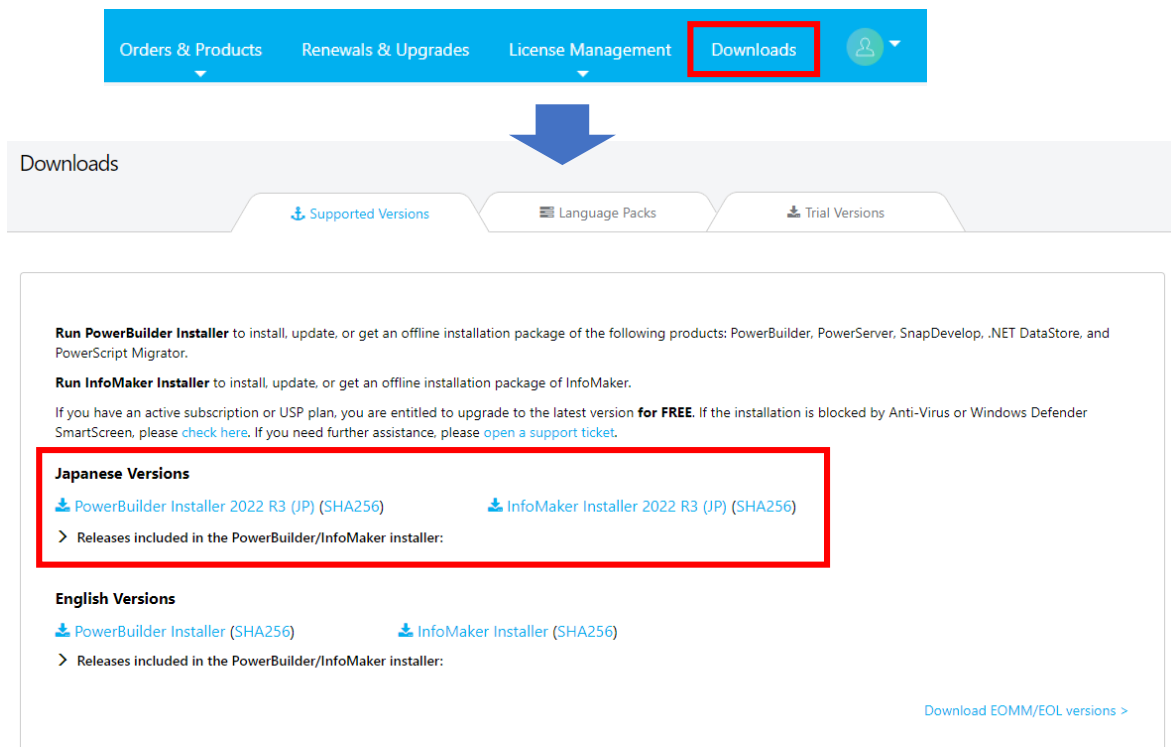 Orders & Products Renewals & Upgrades License Management Downloads
Downloads
Supported Versions Language Packs Trial Versions
Run PowerBuilder Installer to install, update, or get an offline installation package of the following products: PowerBuilder, PowerServer, SnapDevelop, .NET DataStore, and
PowerScript Migrator.
Run InfoMaker Installer to install, update, or get an offline installation package of InfoMaker.
If you have an active subscription or USP plan, you are entitled to upgrade to the latest version for FREE. If the installation is blocked by Anti-Virus or Windows Defender
SmartScreen, please check here. If you need further assistance, please open a support ticket.
Japanese Versions
PowerBuilder Installer 2022 R3 (JP) (SHA256) InfoMaker Installer 2022 R3 (JP) (SHA256)
> Releases included in the PowerBuilder/InfoMaker installer:
English Versions
PowerBuilder Installer (SHA256) InfoMaker Installer (SHA256)
> Releases included in the PowerBuilder/InfoMaker installer:
Download EOMM/EOL versions >